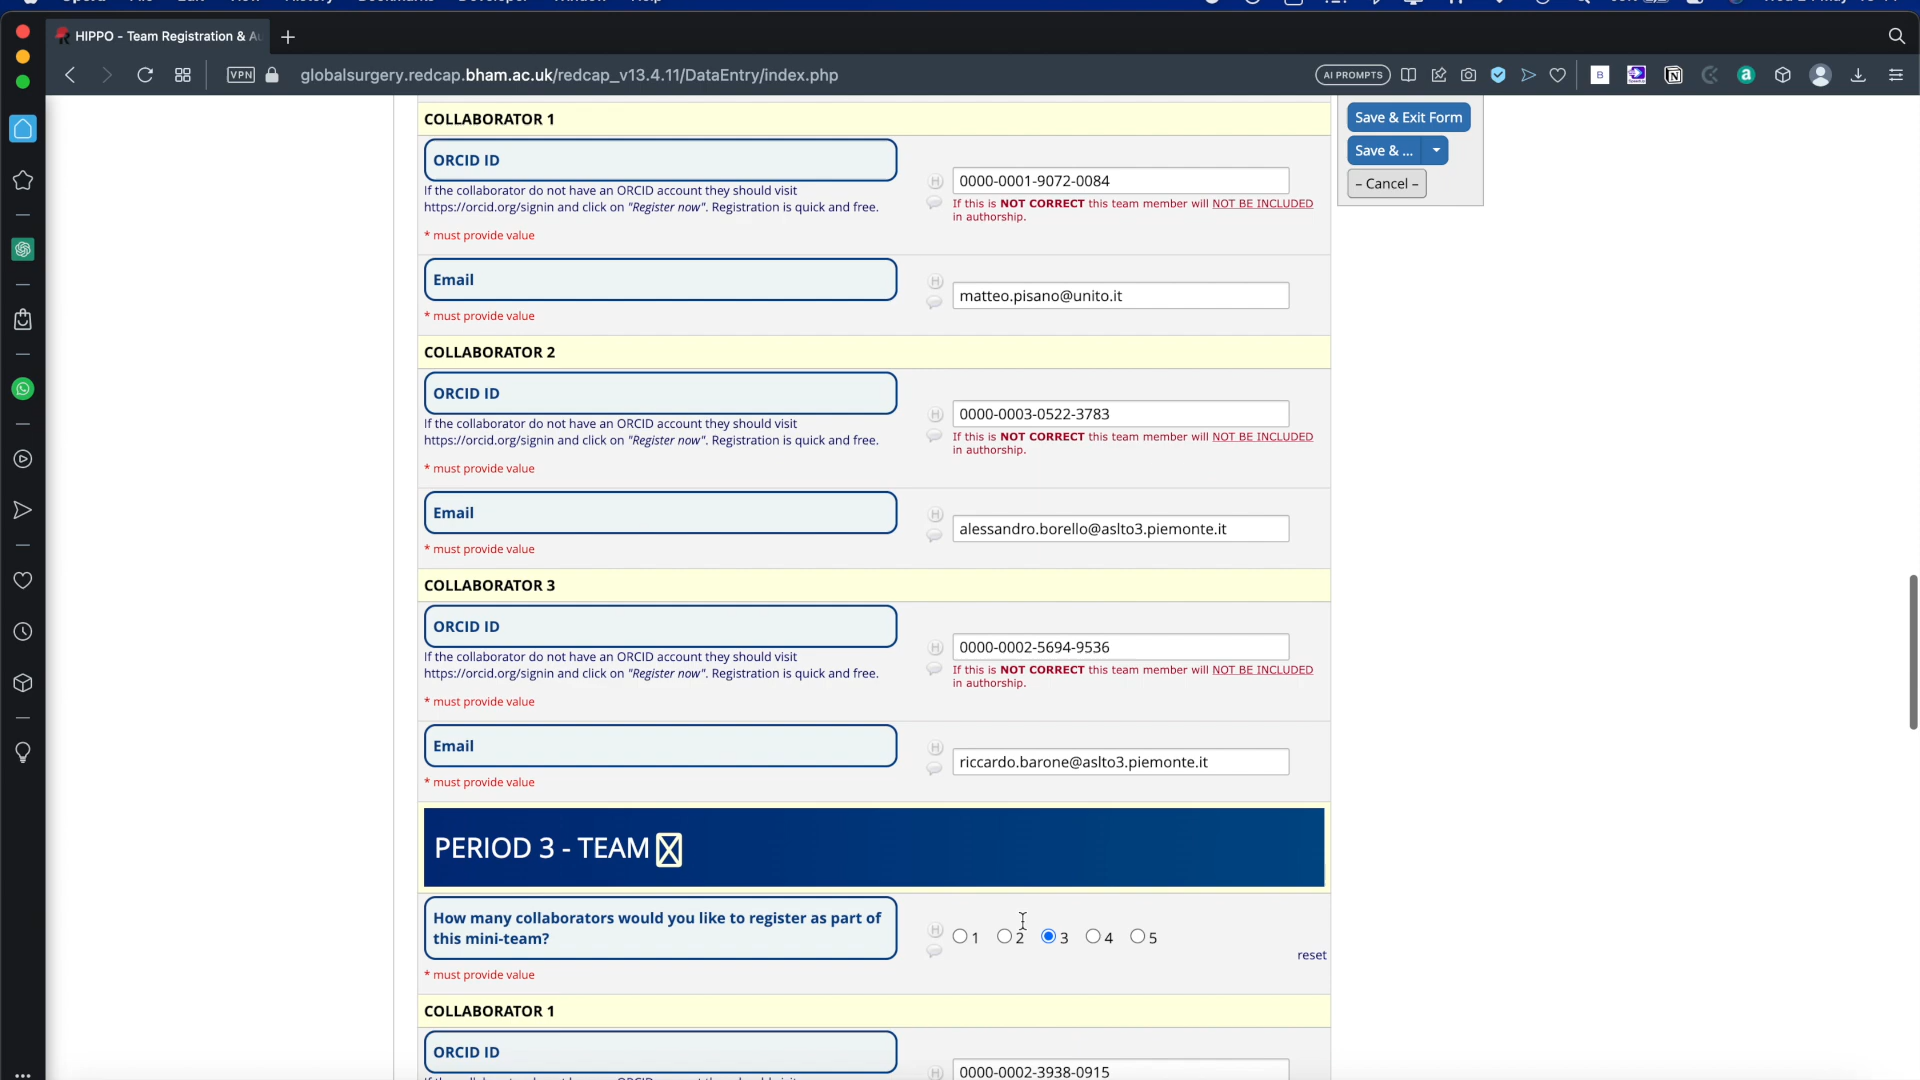 HIPPO - Team Registration & Au
VPN
globalsurgery.redcap.bham.ac.uk/redcap_v13.4.11/DataEntry/index.php
AI PROMPTS
COLLABORATOR 1
Save & Exit Form
Save & ...
– Cancel –
ORCID ID
If the collaborator do not have an ORCID account they should visit
https://orcid.org/signin and click on "Register now". Registration is quick and free.
* must provide value
0000-0001-9072-0084
If this is NOT CORRECT this team member will NOT BE INCLUDED
in authorship.
Email
* must provide value
matteo.pisano@unito.it
COLLABORATOR 2
ORCID ID
If the collaborator do not have an ORCID account they should visit
https://orcid.org/signin and click on "Register now". Registration is quick and free.
* must provide value
0000-0003-0522-3783
If this is NOT CORRECT this team member will NOT BE INCLUDED
in authorship.
Email
* must provide value
alessandro.borello@aslto3.piemonte.it
COLLABORATOR 3
ORCID ID
If the collaborator do not have an ORCID account they should visit
https://orcid.org/signin and click on "Register now". Registration is quick and free.
* must provide value
0000-0002-5694-9536
If this is NOT CORRECT this team member will NOT BE INCLUDED
in authorship.
Email
* must provide value
riccardo.barone@aslto3.piemonte.it
PERIOD 3 - TEAM
How many collaborators would you like to register as part of
this mini-team?
* must provide value
1 2 3 4 5
reset
COLLABORATOR 1
ORCID ID
0000-0002-3938-0915